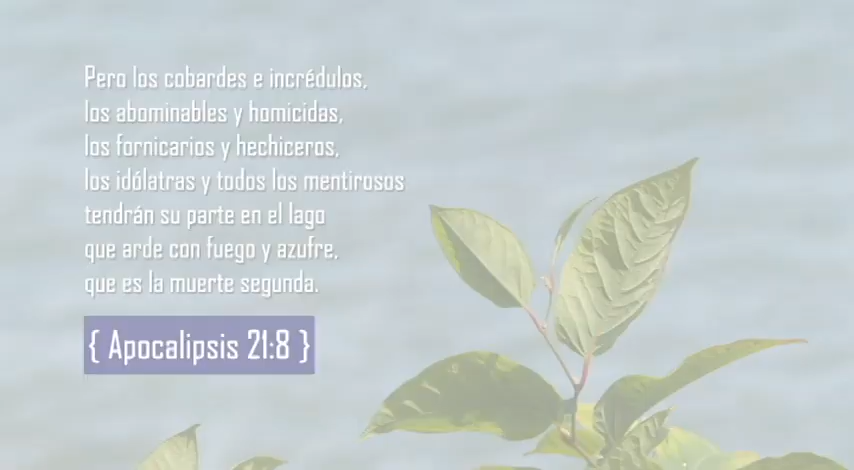 Pero los cobardes e incrédulos,
los abominables y homicidas,
los fornicarios y hechiceros,
los idólatras y todos los mentirosos
tendrán su parte en el lago
que arde con fuego y azufre,
que es la muerte segunda.
{ Apocalipsis 21:8 }